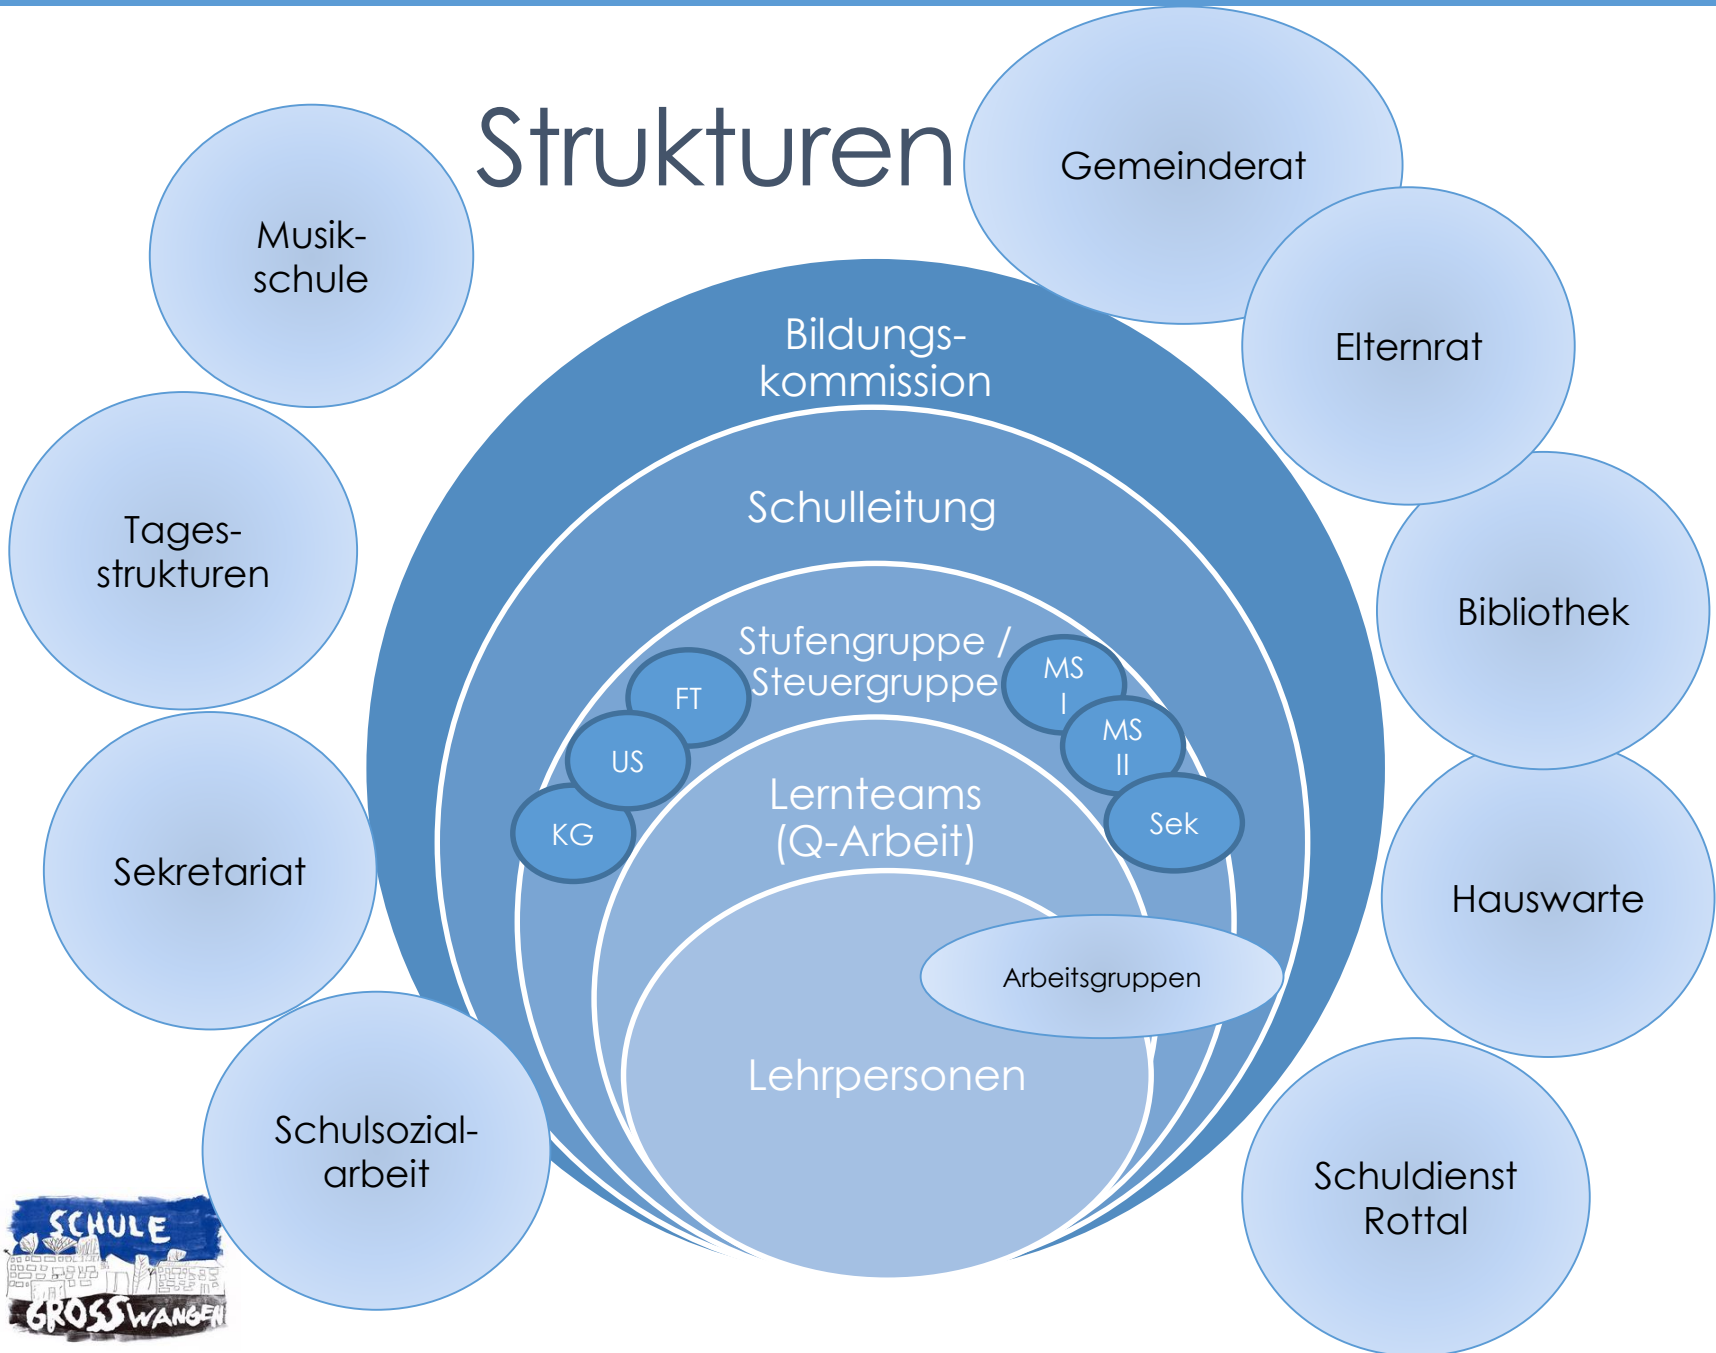 Strukturen
Gemeinderat
Musik-
schule
Elternrat
Bildungs-
kommission
Schulleitung
Tages-
strukturen
Bibliothek
Stufengruppe /
Steuergruppe
FT
US
KG
MS
I
MS
II
Sek
Lernteams
(Q-Arbeit)
Sekretariat
Hauswarte
Arbeitsgruppen
Lehrpersonen
Schulsozial-
arbeit
Schuldienst
Rottal
SCHULE
GROSSWANGEN